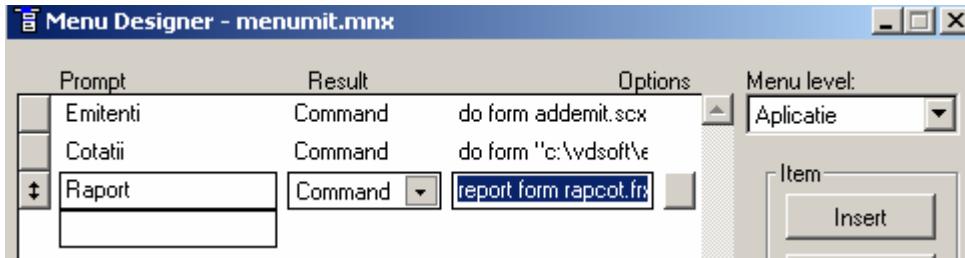 Menu Designer - menumit.mnx
Prompt Result Options Menu level:
Emitenti Command do form addemit.scx Aplicatie
Cotatii Command do form "c:\vdsoft\e
Raport Command report form rapcot.frx Item
Insert